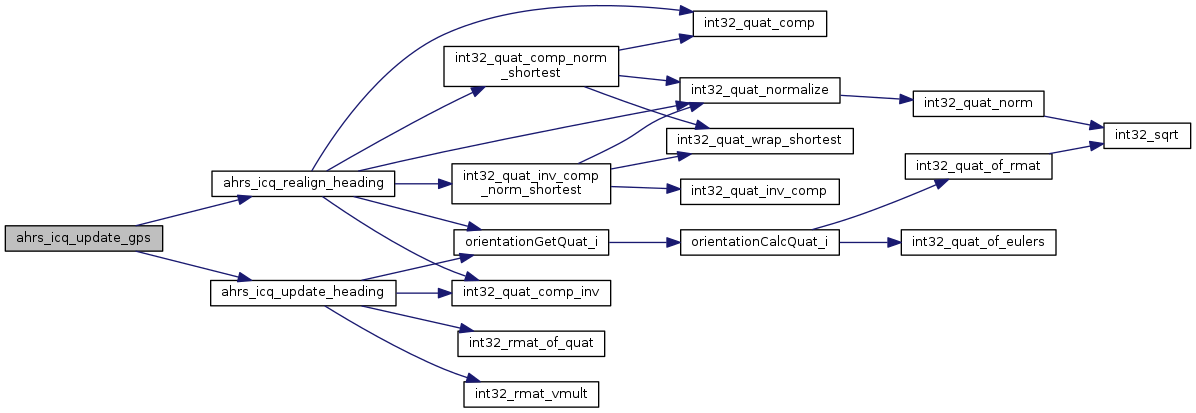 int32_quat_comp
int32_quat_comp_norm
_shortest
int32_quat_normalize
int32_quat_norm
int32_sqrt
int32_quat_wrap_shortest
int32_quat_of_rmat
ahrs_icq_realign_heading
int32_quat_inv_comp
_norm_shortest
int32_quat_inv_comp
ahrs_icq_update_gps
orientationGetQuat_i
orientationCalcQuat_i
int32_quat_of_eulers
ahrs_icq_update_heading
int32_quat_comp_inv
int32_rmat_of_quat
int32_rmat_vmult